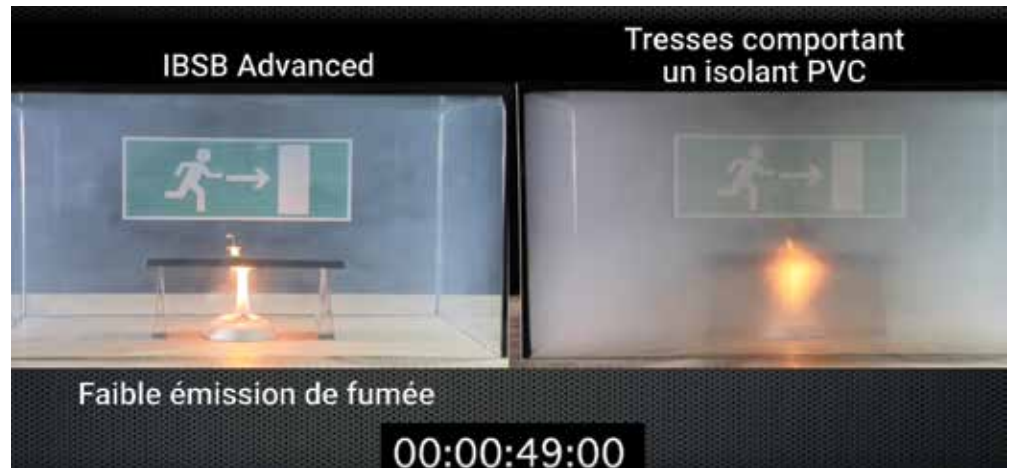 IBSB Advanced
Tresses comportant
un isolant PVC
Faible émission de fumée
00:00:49:00